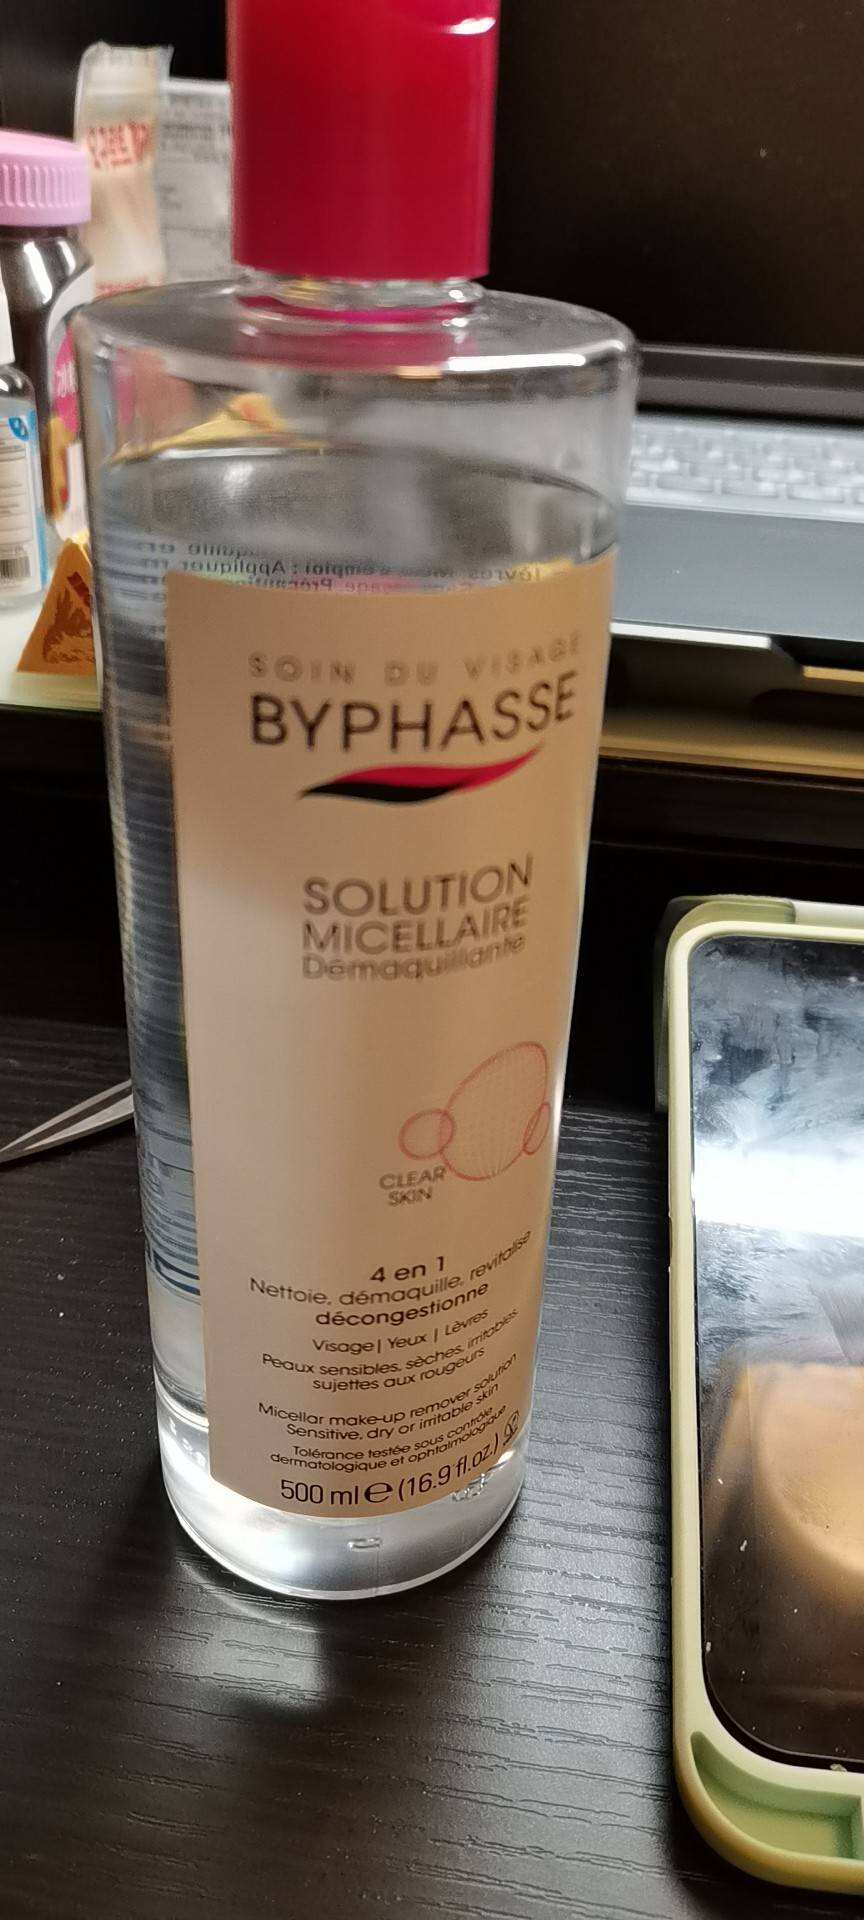 SOIN DU VISAGE
BYPHASSE
SOLUTION
MICELLAIRE
Démaquillante
CLEAR
SKIN
4 en 1
Nettoie, démaquille, revitalise
décongestionne
Visage | Yeux | Lèvres
Peaux sensibles, sèches, irritables,
sujettes aux rougeurs
Micellar make-up remover solution
Sensitive, dry or irritable skin
Tolérance testée sous contrôle
dermatologique et ophtalmologique
500 ml e (16.9 fl.oz.)